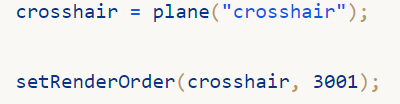 crosshair = plane("crosshair");
setRenderOrder(crosshair, 3001);